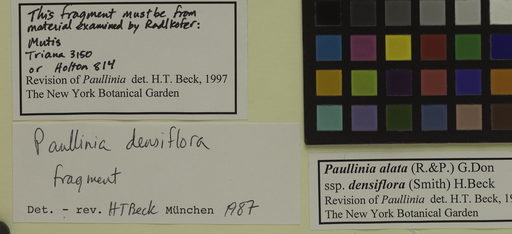 This fragment must be from
material examined by Radlkofer:
Mutis
Triana 3150
or Holton 814
Revision of Paullinia det. H.T. Beck, 1997
The New York Botanical Garden
Paullinia densiflora
fragment
Det. - rev. HTBeck München 1987
Paullinia alata (R.&P.) G.Don
ssp. densiflora (Smith) H.Beck
Revision of Paullinia det. H.T. Beck, 19
The New York Botanical Garden